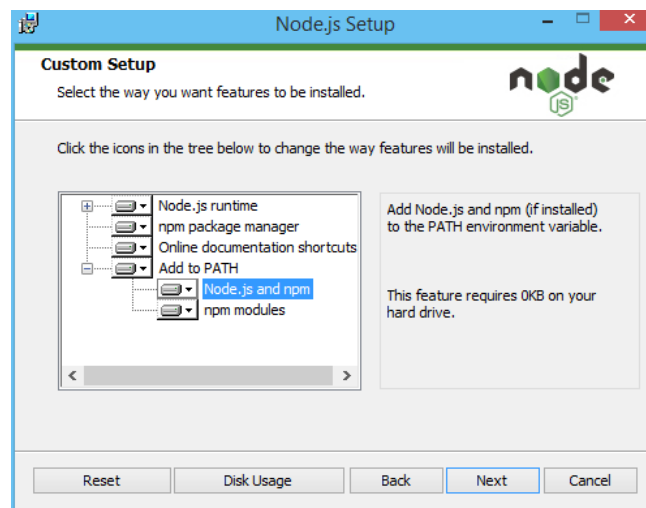 Node.js Setup
Custom Setup
Select the way you want features to be installed.
node
JS
Click the icons in the tree below to change the way features will be installed.
Node.js runtime
npm package manager
Online documentation shortcuts
Add to PATH
Node.js and npm
npm modules
Add Node.js and npm (if installed)
to the PATH environment variable.
This feature requires 0KB on your
hard drive.
Reset
Disk Usage
Back
Next
Cancel